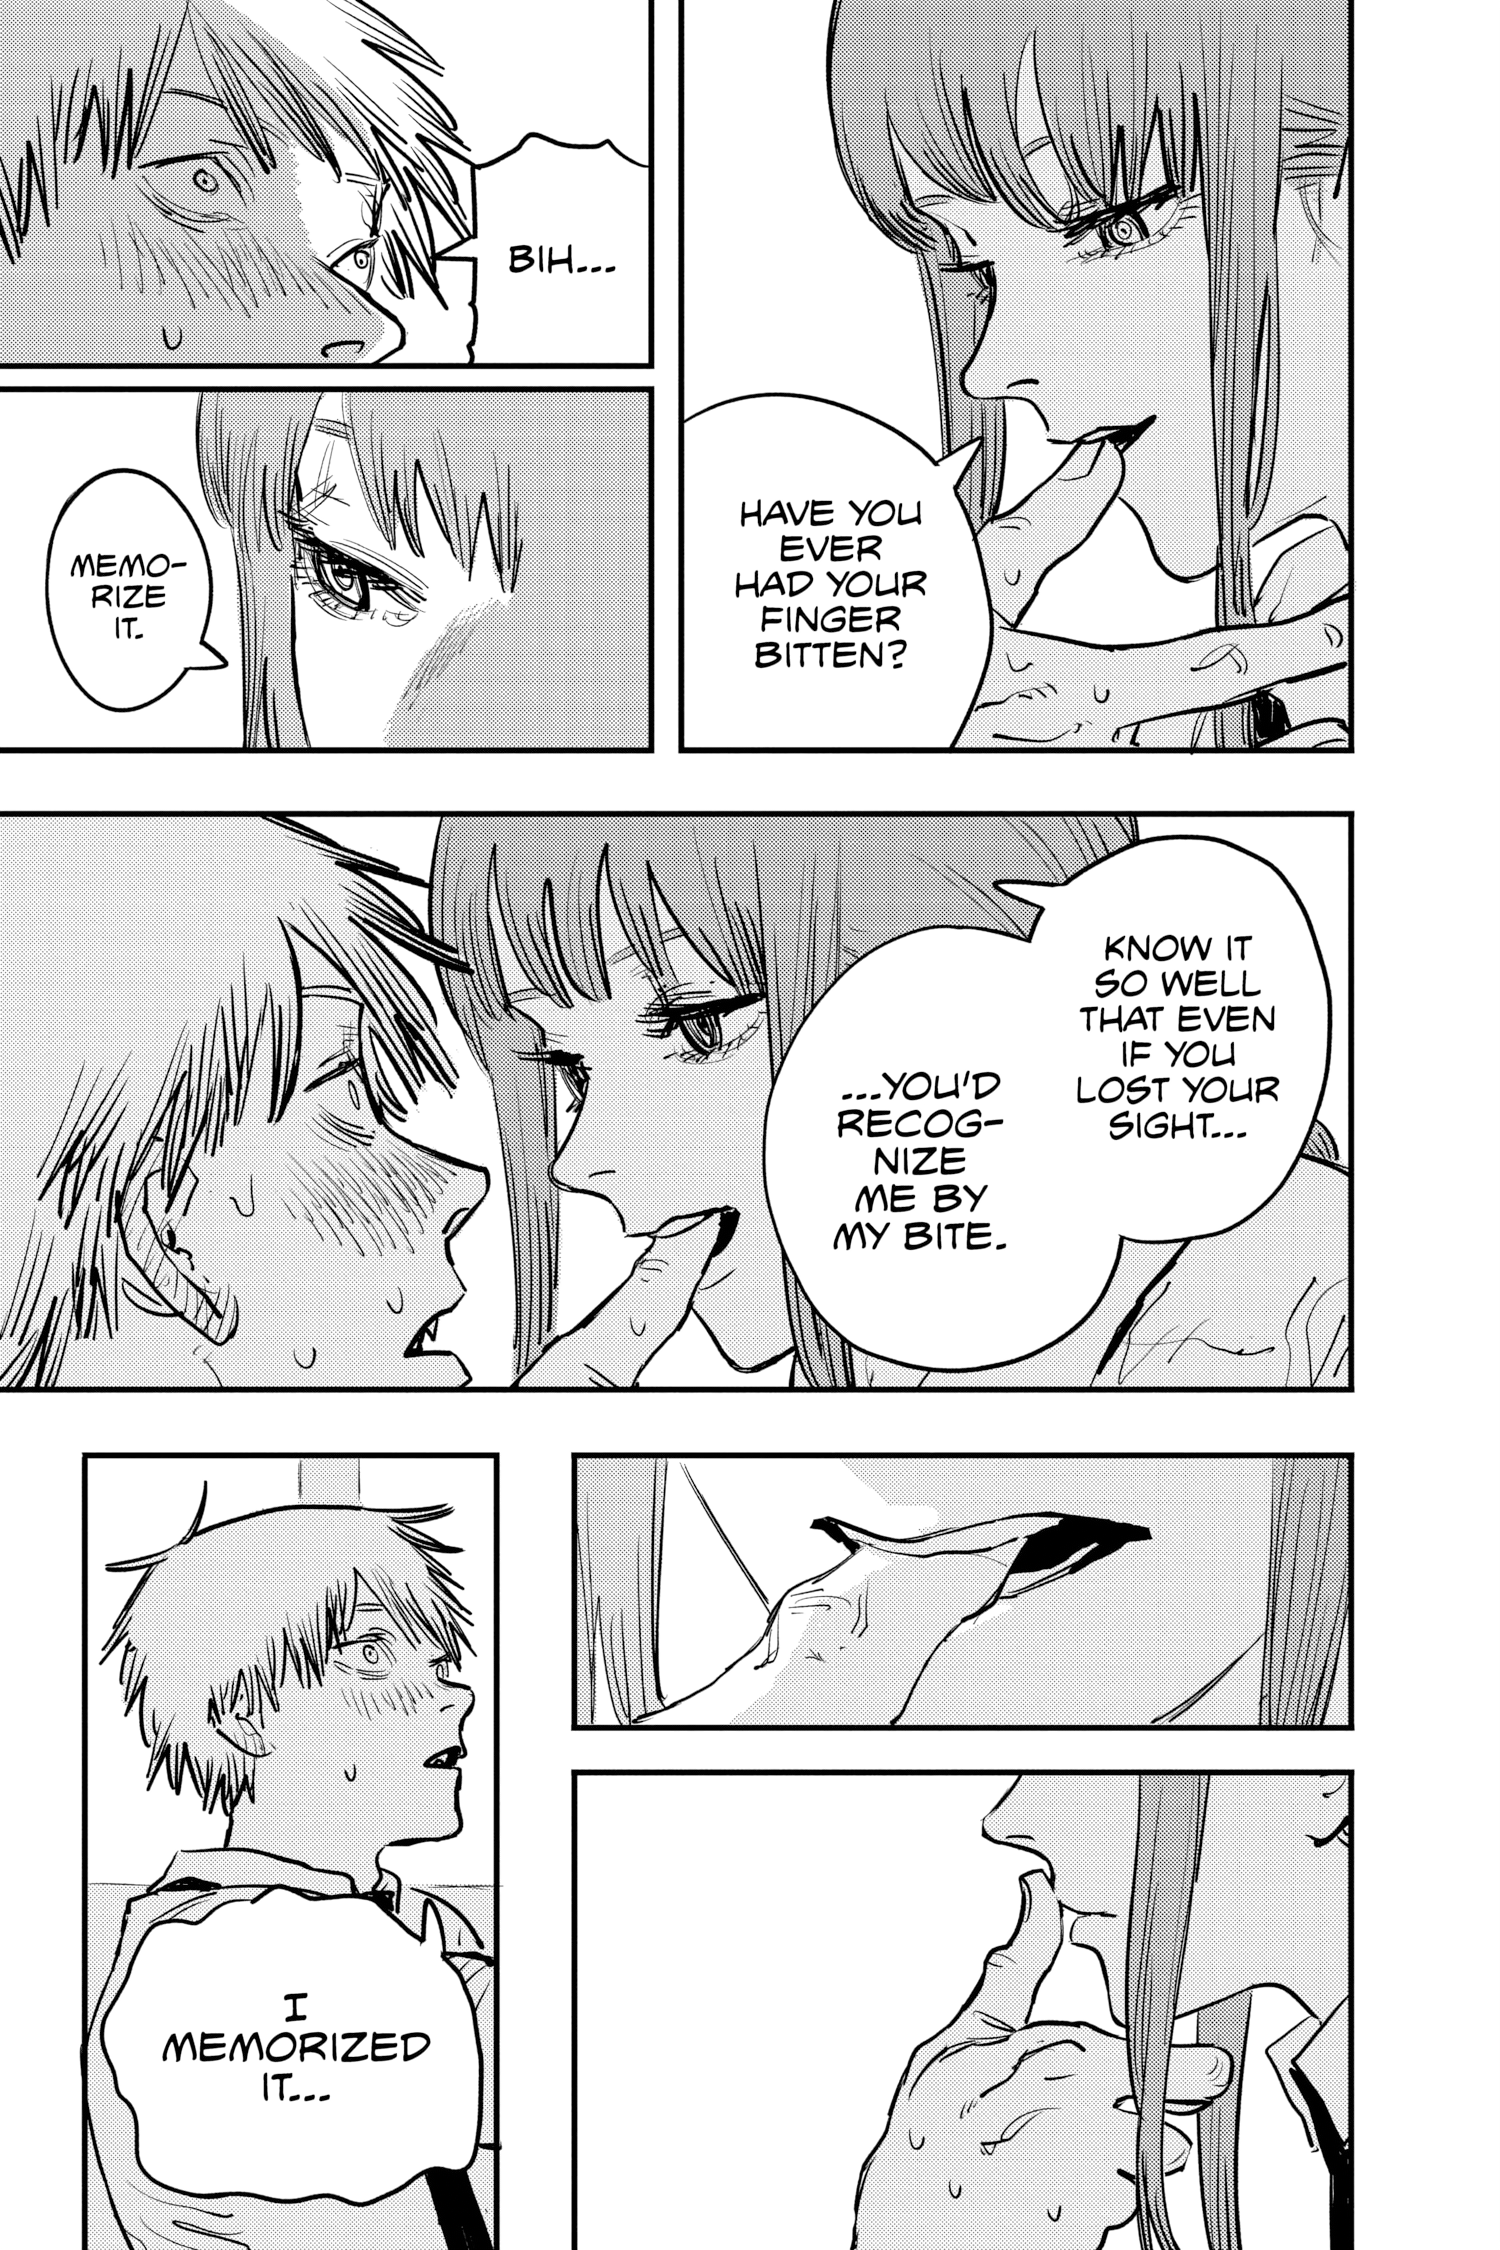 HAVE YOU
EVER
HAD YOUR
FINGER
BITTEN?
BIH...
MEMO-
RIZE
IT.
KNOW IT
SO WELL
THAT EVEN
IF YOU
LOST YOUR
SIGHT...
...YOU'D
RECOG-
NIZE
ME BY
MY BITE.
I
MEMORIZED
IT...